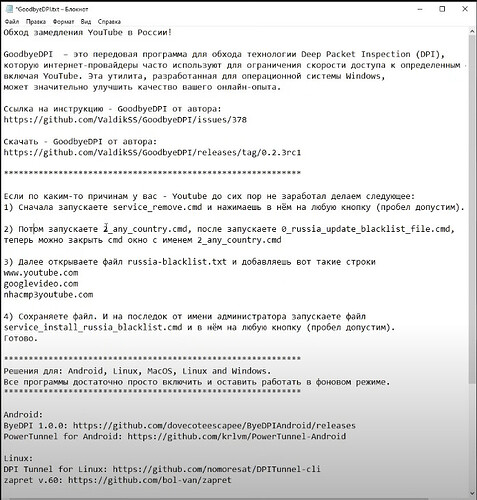 *GoodbyeDPI.txt – Блокнот
Файл Правка Формат Вид Справка
Обход замедления YouTube в России!
GoodbyeDPI – это передовая программа для обхода технологии Deep Packet Inspection (DPI),
которую интернет-провайдеры часто используют для ограничения скорости доступа к определенным
включая YouTube. Эта утилита, разработанная для операционной системы Windows,
может значительно улучшить качество вашего онлайн-опыта.
Ссылка на инструкцию - GoodbyeDPI от автора:
https://github.com/ValdikSS/GoodbyeDPI/issues/378
Скачать - GoodbyeDPI от автора:
https://github.com/ValdikSS/GoodbyeDPI/releases/tag/0.2.3rc1
************************************************************
Если по каким-то причинам у вас - Youtube до сих пор не заработал делаем следующее:
1) Сначала запускаете service_remove.cmd и нажимаешь в нём на любую кнопку (пробел допустим).
2) Потом запускаете 2_any_country.cmd, после запускаете 0_russia_update_blacklist_file.cmd,
теперь можно закрыть cmd окно с именем 2_any_country.cmd
3) Далее открываете файл russia-blacklist.txt и добавляешь вот такие строки
www.youtube.com
googlevideo.com
nhacmp3youtube.com
4) Сохраняете файл. И на последок от имени администратора запускаете файл
service_install_russia_blacklist.cmd и в нём на любую кнопку (пробел допустим).
Готово.
************************************************************
Решения для: Android, Linux, MacOS, Linux and Windows.
Все программы достаточно просто включить и оставить работать в фоновом режиме.
************************************************************
Android:
ByeDPI 1.0.0: https://github.com/dovecoteescapee/ByeDPIAndroid/releases
PowerTunnel for Android: https://github.com/krlvm/PowerTunnel-Android
Linux:
DPI Tunnel for Linux: https://github.com/nomoresat/DPITunnel-cli
zapret v.60: https://github.com/bol-van/zapret